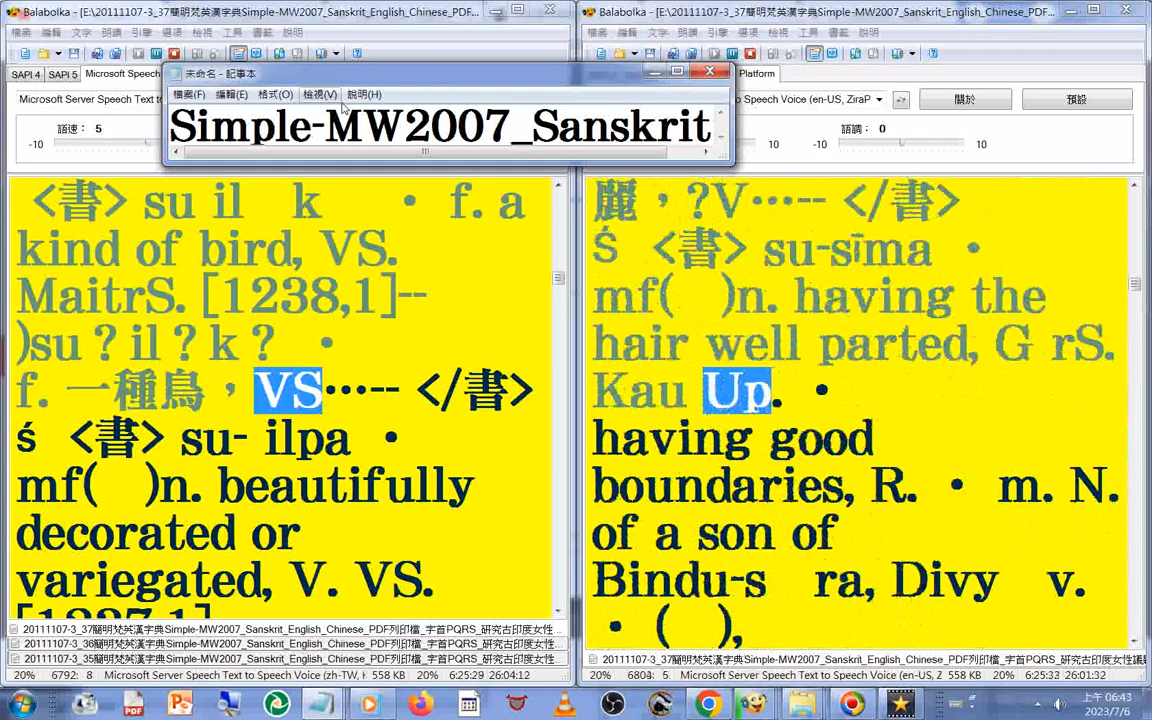 Balabolka - [E:\20111107-3_37簡明梵英漢字典Simple-MW2007_Sanskrit_English_Chinese_PDF...
檔案 編輯 文字 朗讀 引擎 選項 檢視 工具 書籤 說明
SAPI 4 SAPI 5 Microsoft Speech
Microsoft Server Speech Text to
語速： 5
-10
未命名 - 記事本
檔案(F) 編輯(E) 格式(O) 檢視(V) 說明(H)
Simple-MW2007_Sanskrit
<書> su il k • f. a
kind of bird, VS.
MaitrS. [1238,1]--
)su ? il ? k ? •
f. 一種鳥，VS…-- </書>
ś <書> su- ilpa •
mf( )n. beautifully
decorated or
variegated, V. VS.
[1237,1]
20111107-3_37簡明梵英漢字典Simple-MW2007_Sanskrit_English_Chinese_PDF列印檔_字首PQRS_研究古印度女性...
20111107-3_36簡明梵英漢字典Simple-MW2007_Sanskrit_English_Chinese_PDF列印檔_字首PQRS_研究古印度女性...
20111107-3_35簡明梵英漢字典Simple-MW2007_Sanskrit_English_Chinese_PDF列印檔_字首PQRS_研究古印度女性...
20% 6792: 8 Microsoft Server Speech Text to Speech Voice (zh-TW, 558 KB 20% 6:25:29 26:04:12
Balabolka - [E:\20111107-3_37簡明梵英漢字典Simple-MW2007_Sanskrit_English_Chinese_PDF...
檔案 編輯 文字 朗讀 引擎 選項 檢視 工具 書籤 說明
Platform
to Speech Voice (en-US, ZiraP
關於 預設
語調： 0
10 -10 10
麗，?V…-- </書>
Ś <書> su-sīma •
mf( )n. having the
hair well parted, G rS.
Kau Up. •
having good
boundaries, R. • m. N.
of a son of
Bindu-s ra, Divy v.
• ( ),
20111107-3_37簡明梵英漢字典Simple-MW2007_Sanskrit_English_Chinese_PDF列印檔_字首PQRS_研究古印度女性議
20% 6804: 5 Microsoft Server Speech Text to Speech Voice (en-US, Z 558 KB 20% 6:25:33 26:01:32
上午 06:43
2023/7/6